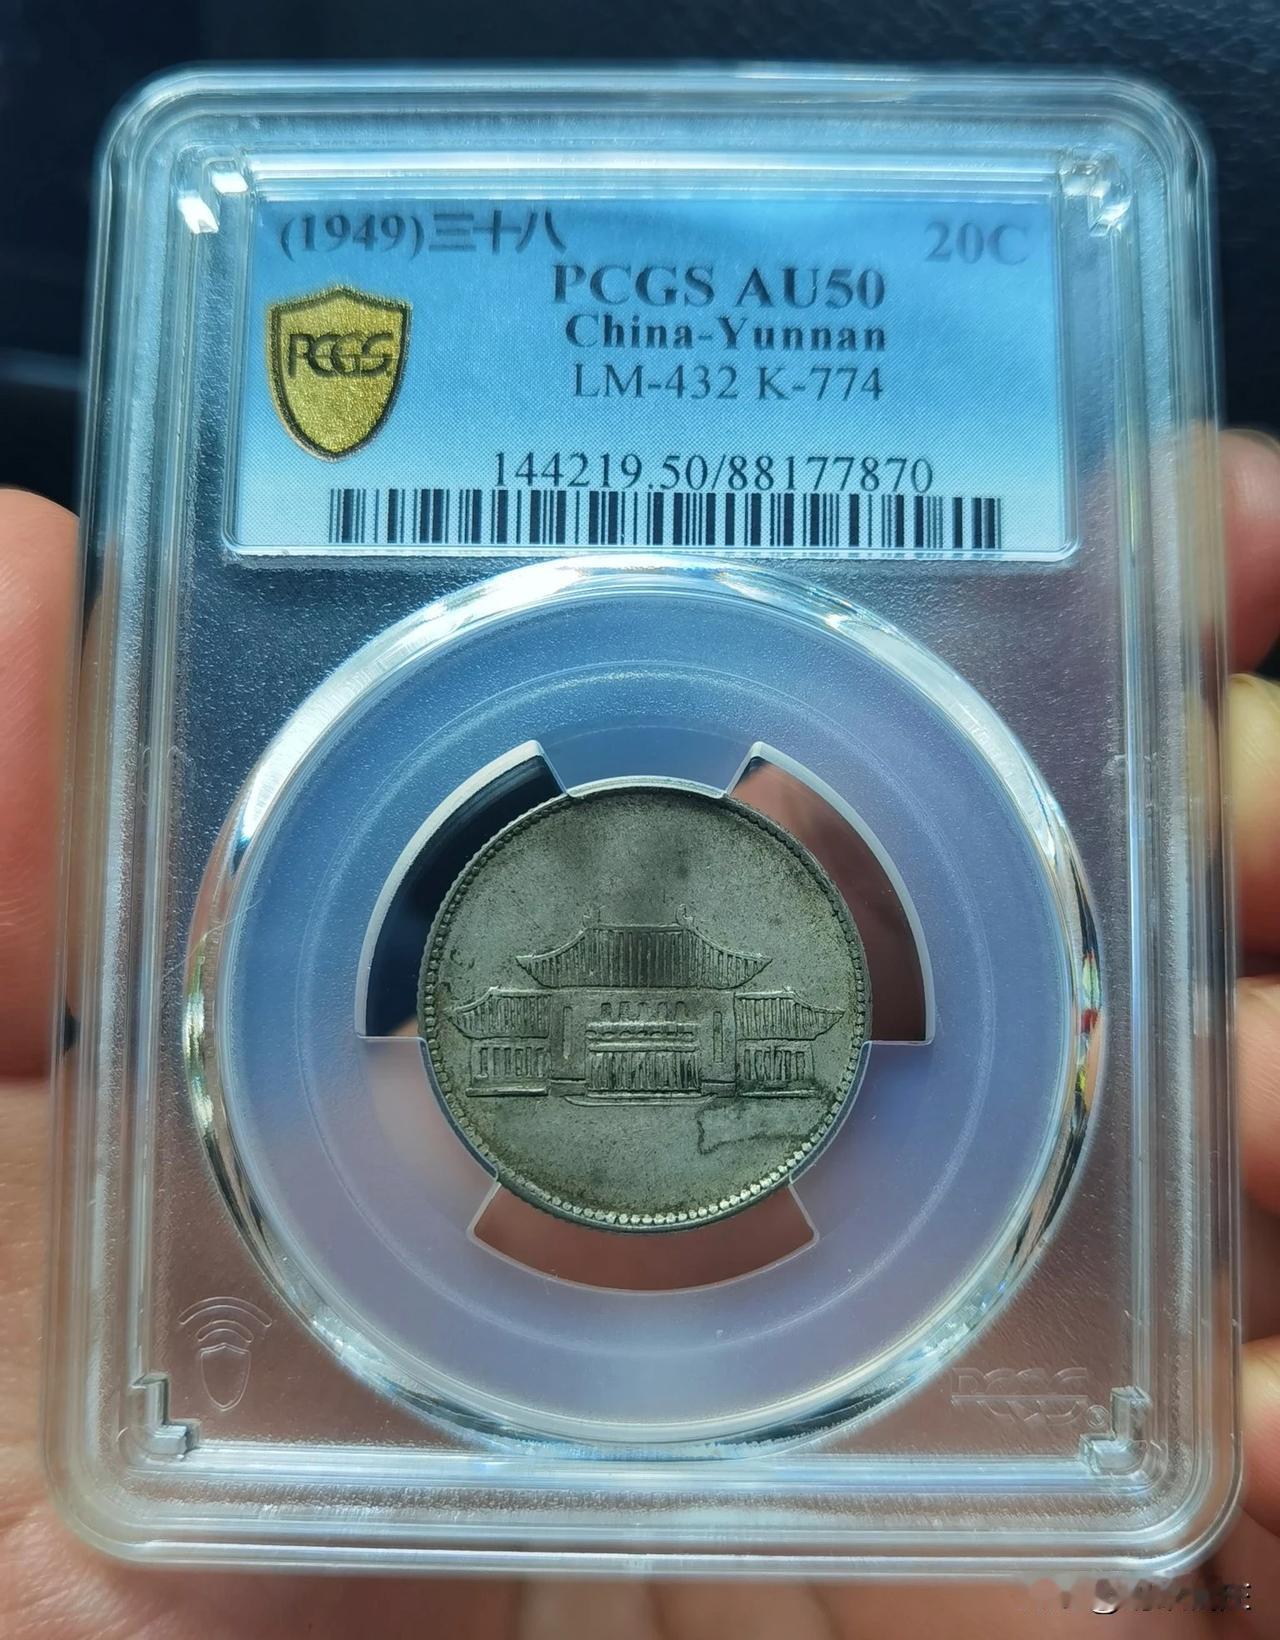 (1949)三十八 20C
PCGS AU50
China-Yunnan
LM-432 K-774
PCGS
144219.50/88177870
PCGS